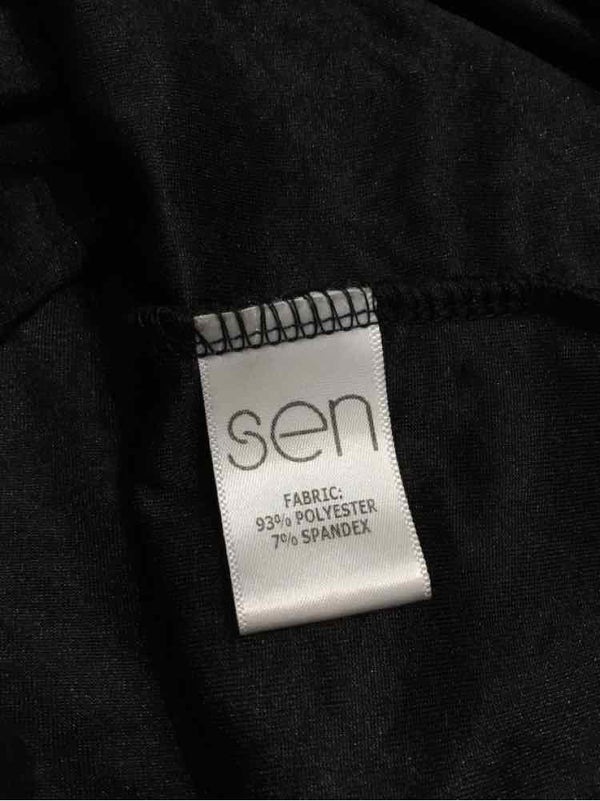 sen
FABRIC:
93% POLYESTER
7% SPANDEX